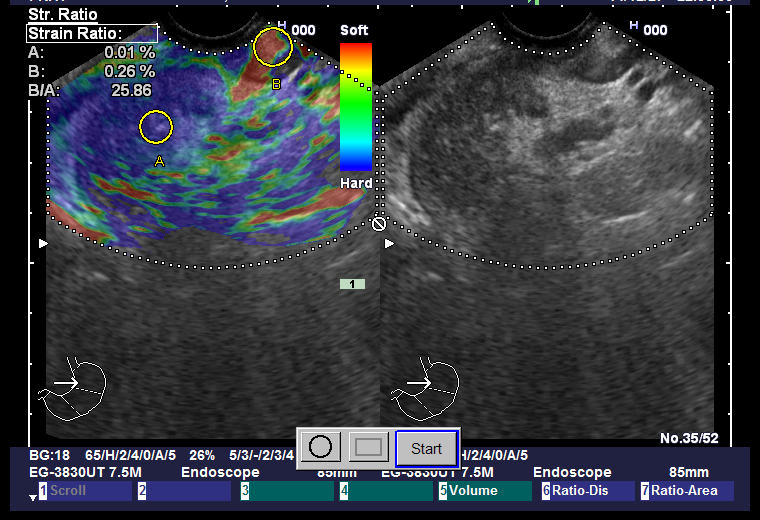 Str. Ratio
Strain Ratio:
A: 0.01 %
B: 0.26 %
B/A: 25.86
H 000
Soft
H 000
B
A
Hard
1
No.35/52
BG:18 65/H/2/4/0/A/5 26% 5/3/-/2/3/4
H/2/4/0/A/5
Start
EG-3830UT 7.5M Endoscope 85mm
EG-3830UT 7.5M Endoscope 85mm
1 Scroll 2 3 4 5 Volume 6 Ratio-Dis 7 Ratio-Area